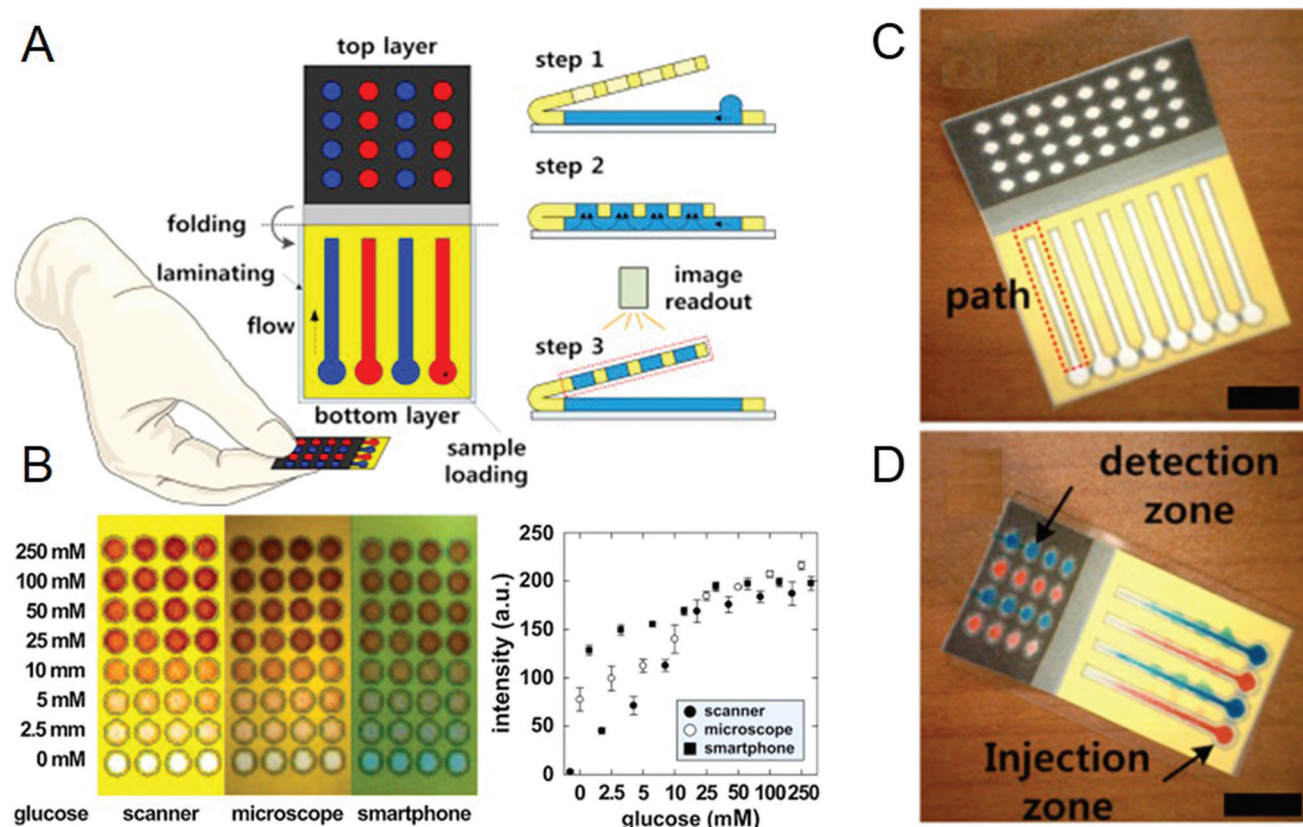 A
top layer
folding
laminating
flow
bottom layer
sample
loading
step 1
step 2
image
readout
step 3
B
250 mM
100 mM
50 mM
25 mM
10 mm
5 mM
2.5 mm
0 mM
glucose
scanner
microscope
smartphone
intensity (a.u.)
250
200
150
100
50
0
scanner
microscope
smartphone
0 2.5 5 10 25 50 100 250
glucose (mM)
C
path
D
detection
zone
Injection
zone